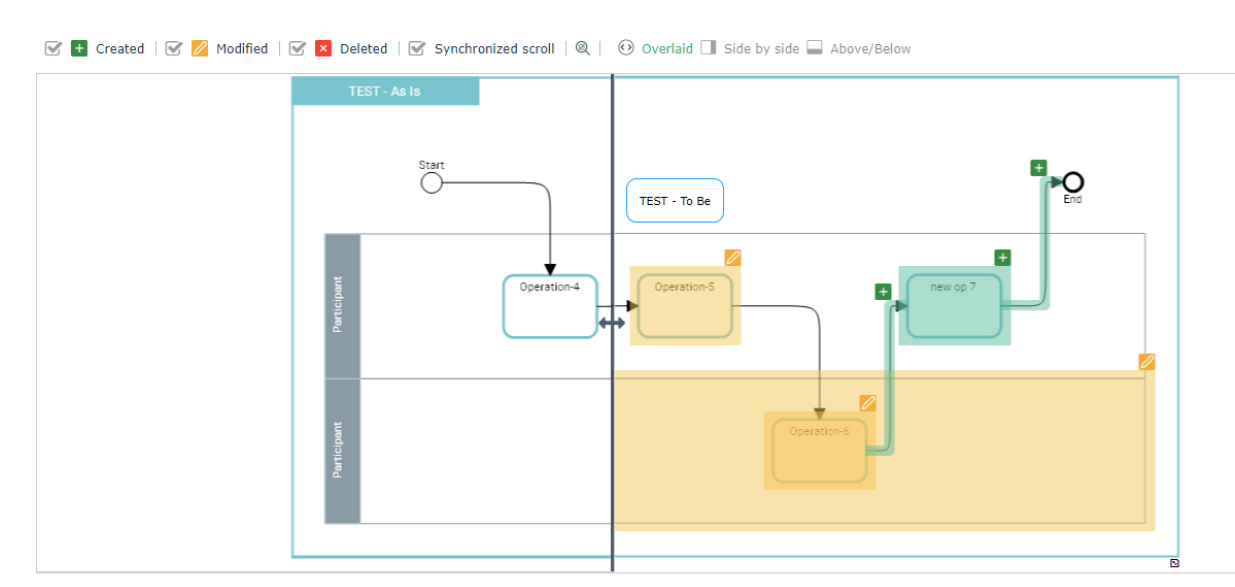 Created | Modified | Deleted | Synchronized scroll | | Overlaid Side by side Above/Below
TEST - As Is
Start
TEST - To Be
End
Participant
Operation-4
Operation-5
new op 7
Participant
Operation-6